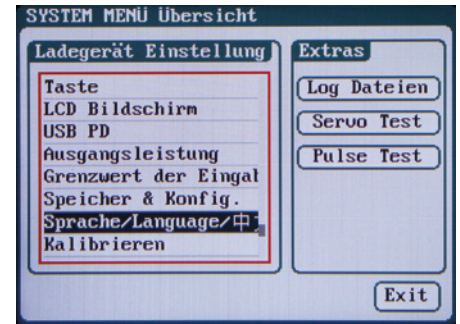 SYSTEM MENÜ Übersicht
Ladegerät Einstellung
Taste
LCD Bildschirm
USB PD
Ausgangsleistung
Grenzwert der Eingab
Speicher & Konfig.
Sprache/Language/中
Kalibrieren
Extras
Log Dateien
Servo Test
Pulse Test
Exit